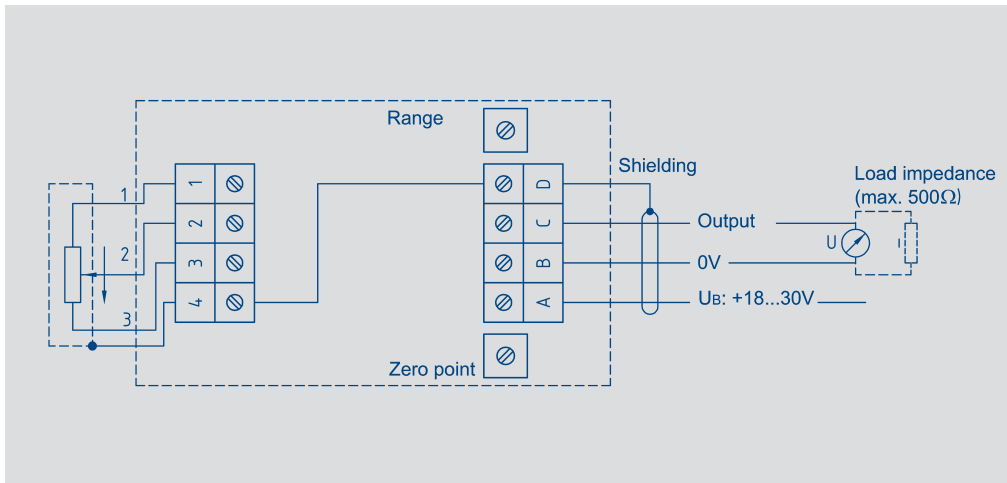 Range
Shielding
Load impedance
(max. 500Ω)
1
1
D
2
2
C
Output
U
I
3
B
0V
3
4
A
UB: +18...30V
Zero point